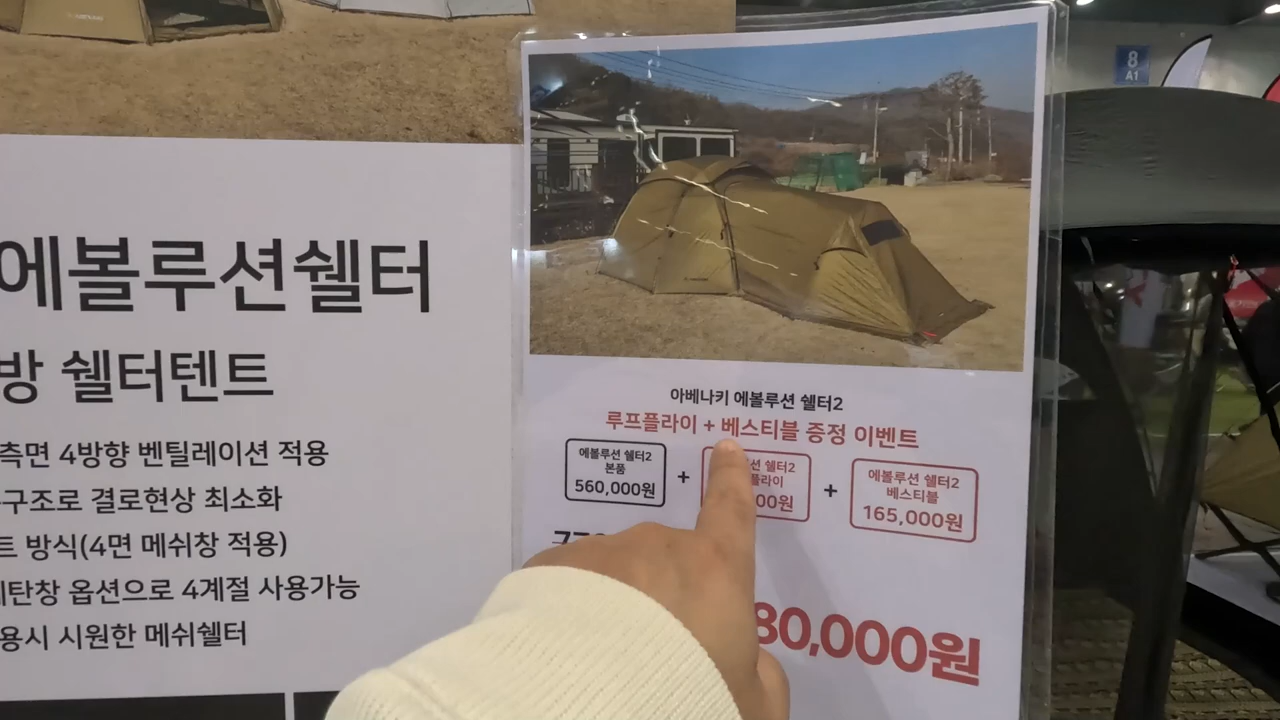 에볼루션쉘터
방 쉘터텐트
측면 4방향 벤틸레이션 적용
구조로 결로현상 최소화
트 방식(4면 메쉬창 적용)
레탄창 옵션으로 4계절 사용가능
용시 시원한 메쉬쉘터
아베나키 에볼루션 쉘터2
루프플라이 + 베스티블 증정 이벤트
에볼루션 쉘터2
본품
560,000원
+
션 쉘터2
플라이
00원
+
에볼루션 쉘터2
베스티블
165,000원
80,000원
8
A1